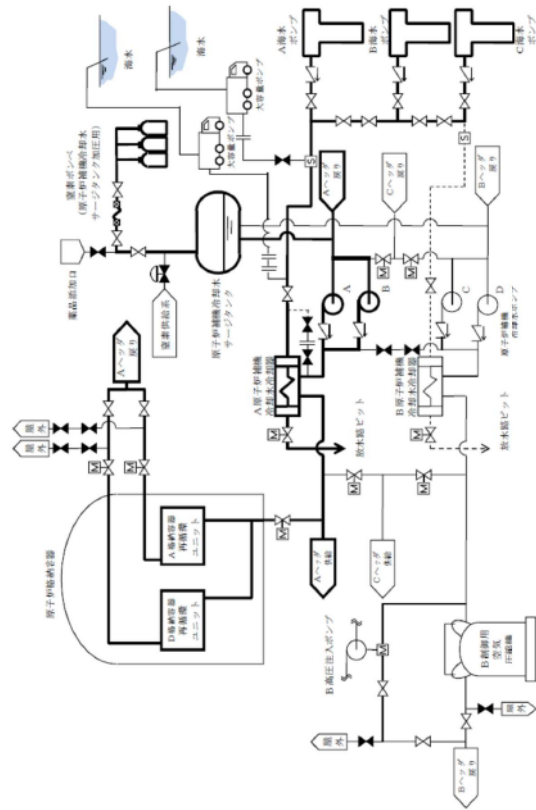 海水
海水
大容量ポンプ
大容量ポンプ
A海水
ポンプ
B海水
ポンプ
C海水
ポンプ
窒素ボンベ
(原子炉補機冷却水
サージタンク加圧用)
薬品添加口
窒素供給系
原子炉補機冷却水
サージタンク
S
S
Aヘッダ
戻り
Cヘッダ
戻り
Bヘッダ
戻り
M
M
A
B
C
D
原子炉補機
冷却水ポンプ
A原子炉補機
冷却水冷却器
B原子炉補機
冷却水冷却器
M
M
放水路ピット
放水路ピット
Aヘッダ
戻り
屋外
屋外
M
M
原子炉格納容器
A格納容器
再循環
ユニット
D格納容器
再循環
ユニット
M
M
M
Aヘッダ
供給
Cヘッダ
供給
B高圧注入ポンプ
M
B制御用
空気
圧縮機
屋外
屋外
Bヘッダ
戻り